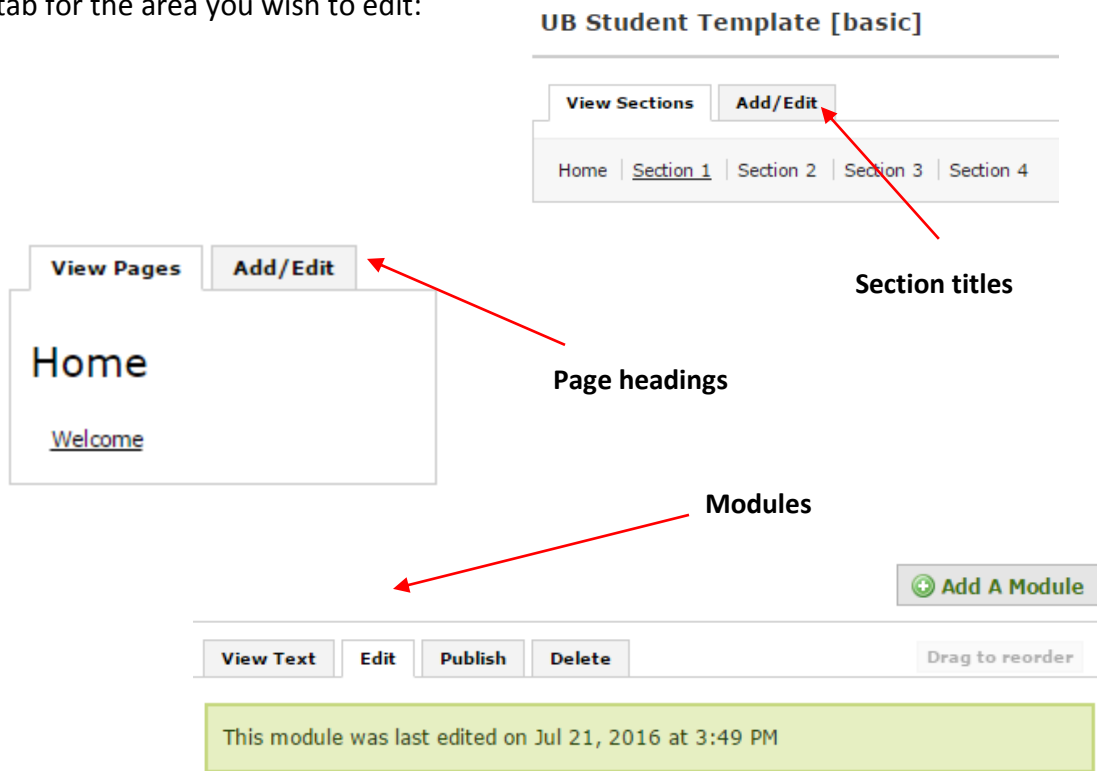 tab for the area you wish to edit:
UB Student Template [basic]
View Sections Add/Edit
Home Section 1 Section 2 Section 3 Section 4
Section titles
View Pages Add/Edit
Home
Welcome
Page headings
Modules
Add A Module
View Text Edit Publish Delete Drag to reorder
This module was last edited on Jul 21, 2016 at 3:49 PM